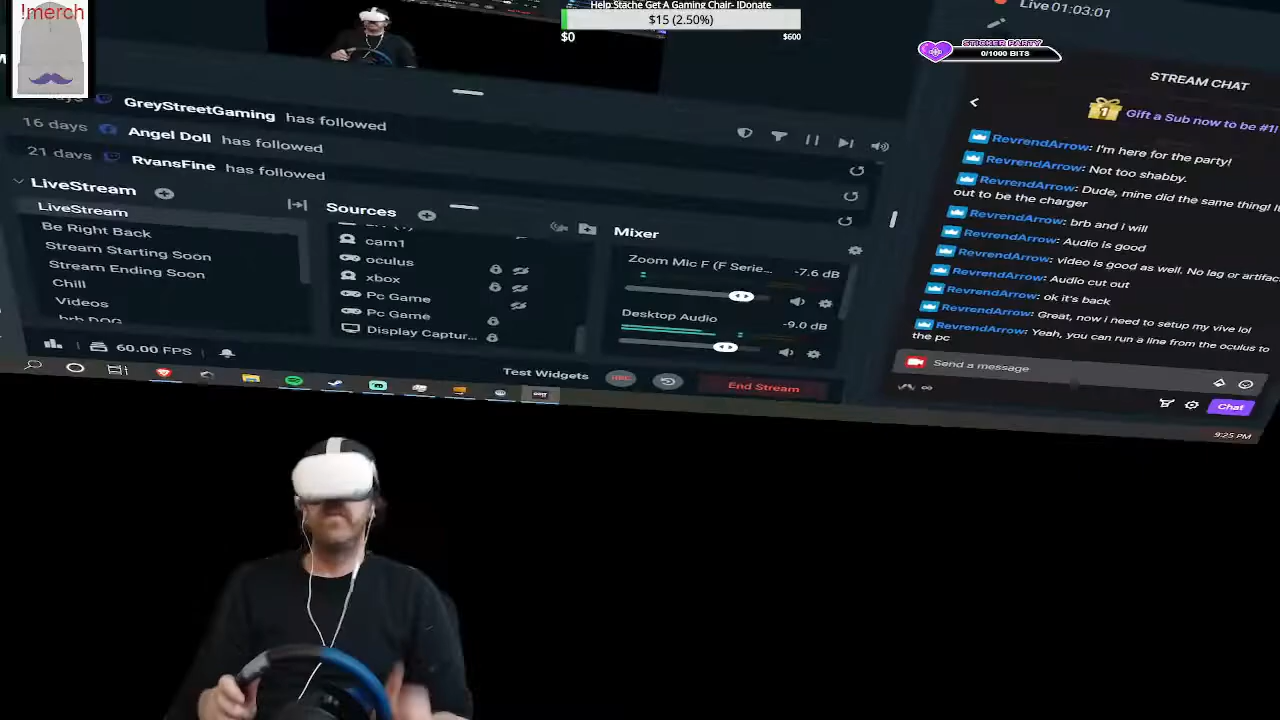 !merch
Help Stache Get A Gaming Chair- !Donate
$15 (2.50%)
$0
$600
Live 01:03:01
STICKER PARTY
0/1000 BITS
GreyStreetGaming has followed
16 days Angel Doll has followed
21 days RvansFine has followed
LiveStream
LiveStream
Be Right Back
Stream Starting Soon
Stream Ending Soon
Chill
Videos
brb DOG
Sources
cam1
oculus
xbox
Pc Game
Pc Game
Display Captur...
Mixer
Zoom Mic F (F Serie... -7.6 dB
Desktop Audio -9.0 dB
60.00 FPS
Test Widgets
REC
End Stream
STREAM CHAT
1
Gift a Sub now to be #1!
RevrendArrow: I'm here for the party!
RevrendArrow: Not too shabby.
RevrendArrow: Dude, mine did the same thing!
out to be the charger
RevrendArrow: brb and i will
RevrendArrow: Audio is good
RevrendArrow: video is good as well. No lag or artifac
RevrendArrow: Audio cut out
RevrendArrow: ok it's back
RevrendArrow: Great, now i need to setup my vive lol
RevrendArrow: Yeah, you can run a line from the oculus to
the pc
Send a message
Chat
9:25 PM